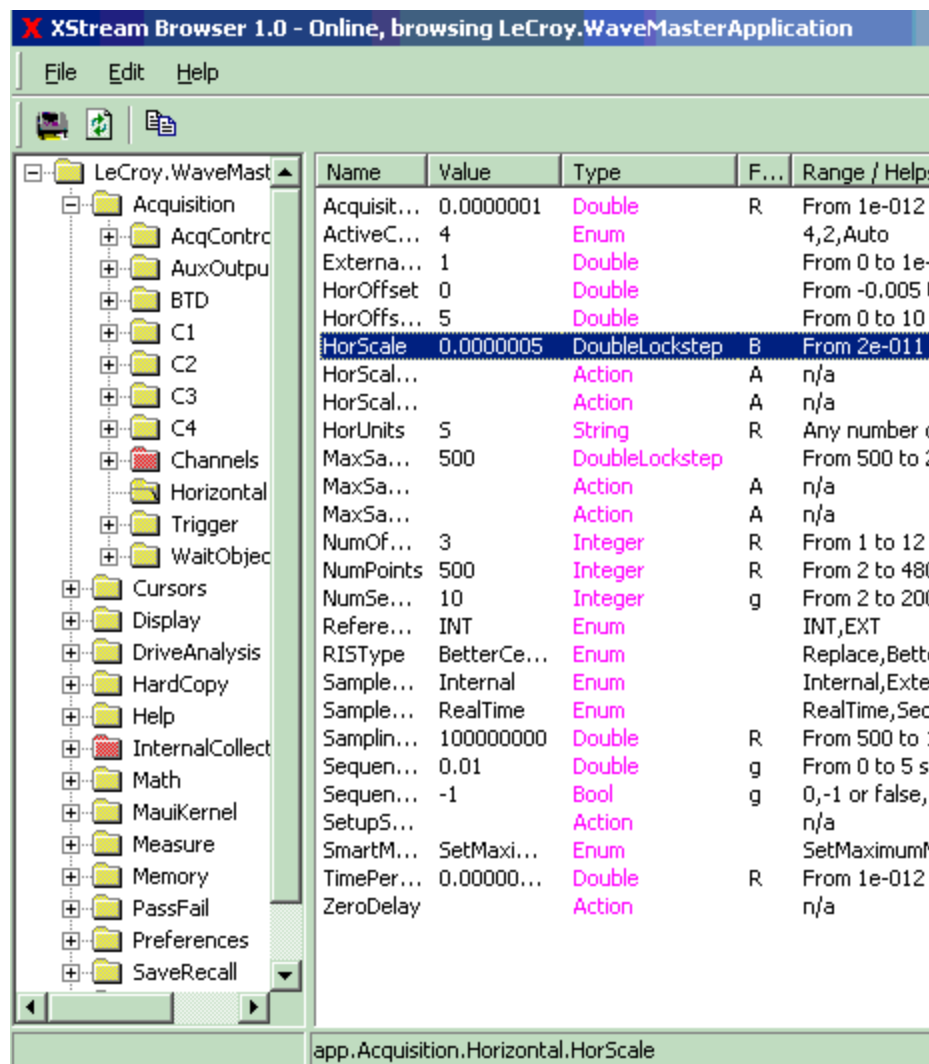 XStream Browser 1.0 - Online, browsing LeCroy.WaveMasterApplication
File Edit Help
LeCroy.WaveMast
Acquisition
AcqContro
AuxOutpu
BTD
C1
C2
C3
C4
Channels
Horizontal
Trigger
WaitObjec
Cursors
Display
DriveAnalysis
HardCopy
Help
InternalCollect
Math
MauiKernel
Measure
Memory
PassFail
Preferences
SaveRecall
Name Value Type F... Range / Helps
Acquisit... 0.0000001 Double R From 1e-012
ActiveC... 4 Enum 4,2,Auto
Externa... 1 Double From 0 to 1e-
HorOffset 0 Double From -0.005
HorOffs... 5 Double From 0 to 10
HorScale 0.0000005 DoubleLockstep B From 2e-011
HorScal... Action A n/a
HorScal... Action A n/a
HorUnits S String R Any number
MaxSa... 500 DoubleLockstep From 500 to 2
MaxSa... Action A n/a
MaxSa... Action A n/a
NumOf... 3 Integer R From 1 to 12
NumPoints 500 Integer R From 2 to 480
NumSe... 10 Integer g From 2 to 200
Refere... INT Enum INT,EXT
RISType BetterCe... Enum Replace,Bette
Sample... Internal Enum Internal,Exte
Sample... RealTime Enum RealTime,Seq
Samplin... 100000000 Double R From 500 to 1
Sequen... 0.01 Double g From 0 to 5 s
Sequen... -1 Bool g 0,-1 or false,
SetupS... Action n/a
SmartM... SetMaxi... Enum SetMaximumM
TimePer... 0.00000... Double R From 1e-012
ZeroDelay Action n/a
app.Acquisition.Horizontal.HorScale